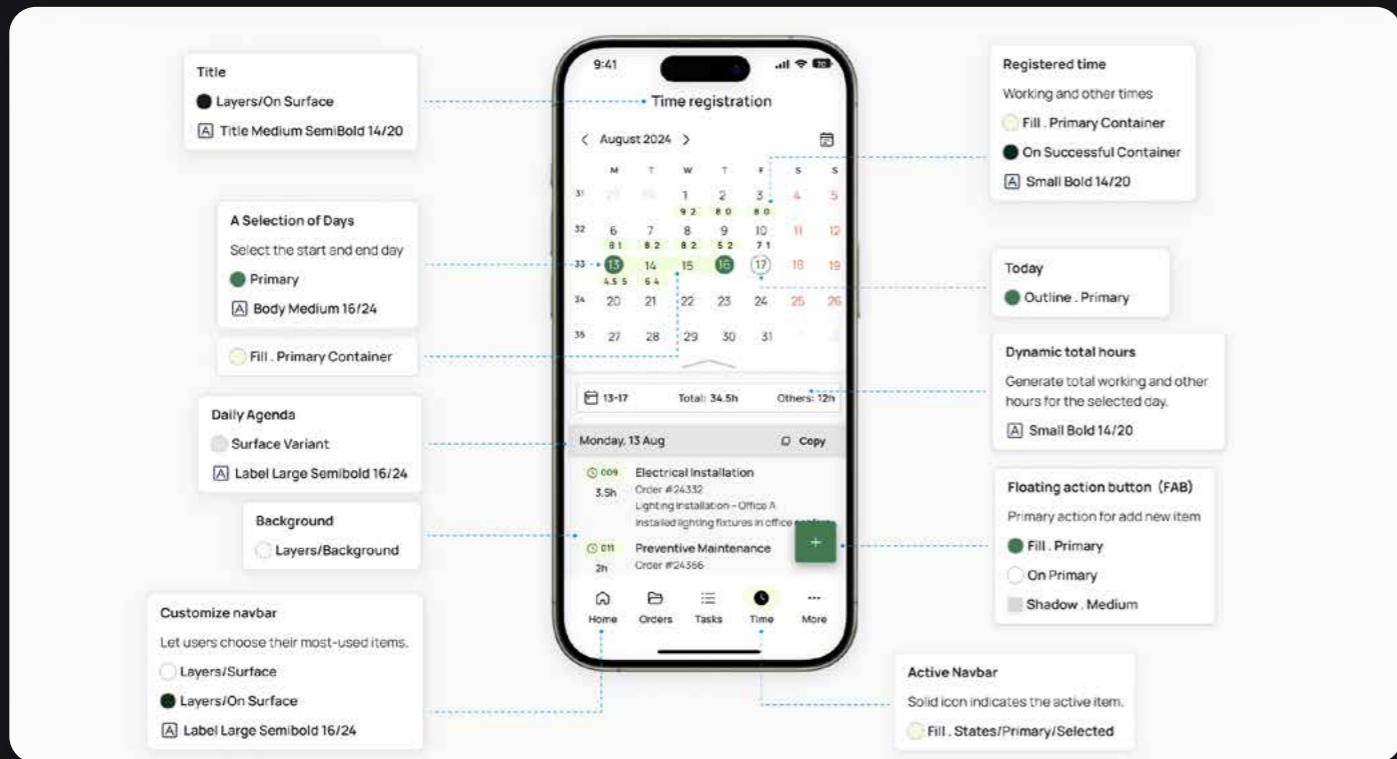 Title
Layers/On Surface
A Title Medium SemiBold 14/20
A Selection of Days
Select the start and end day
Primary
A Body Medium 16/24
Fill . Primary Container
Daily Agenda
Surface Variant
A Label Large Semibold 16/24
Background
Layers/Background
Customize navbar
Let users choose their most-used items.
Layers/Surface
Layers/On Surface
A Label Large Semibold 16/24
9:41
70
Time registration
August 2024
M T W T F S S
31 1 2 3 4 5
9 2 8 0 8 0
32 6 7 8 9 10 11 12
8 1 8 2 8 2 5 2 7 1
33 13 14 15 16 17 18 19
4.5 5 6 4
34 20 21 22 23 24 25 26
35 27 28 29 30 31
13-17 Total: 34.5h Others: 12h
Monday, 13 Aug Copy
009 Electrical Installation
3.5h Order #24332
Lighting Installation – Office A
Installed lighting fixtures in office
+
011 Preventive Maintenance
2h Order #24366
Home Orders Tasks Time More
Registered time
Working and other times
Fill . Primary Container
On Successful Container
A Small Bold 14/20
Today
Outline . Primary
Dynamic total hours
Generate total working and other
hours for the selected day.
A Small Bold 14/20
Floating action button (FAB)
Primary action for add new item
Fill . Primary
On Primary
Shadow . Medium
Active Navbar
Solid icon indicates the active item.
Fill . States/Primary/Selected